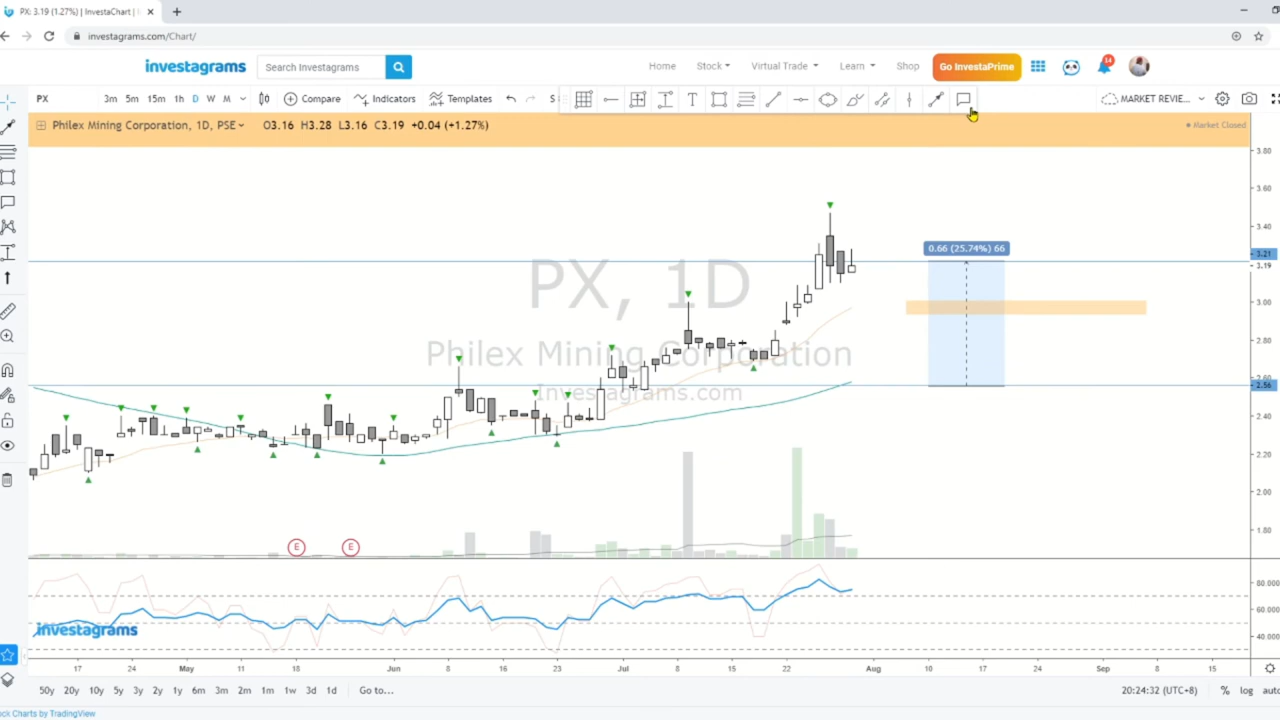 PX: 3.19 (1.27%) | InvestaChart |
investagrams.com/Chart/
investagrams
Search Investagrams
Home
Stock
Virtual Trade
Learn
Shop
Go InvestaPrime
14
PX
3m 5m 15m 1h D W M
Compare
Indicators
Templates
S
T
MARKET REVIE...
Philex Mining Corporation, 1D, PSE
O3.16 H3.28 L3.16 C3.19 +0.04 (+1.27%)
Market Closed
3.80
3.60
3.40
3.21
3.19
3.00
2.80
2.60
2.56
2.40
2.20
2.00
1.80
0.66 (25.74%) 66
PX, 1D
Philex Mining Corporation
Investagrams.com
E
E
80.000
60.000
40.000
investagrams
17 24 May 11 18 Jun 8 16 23 Jul 8 15 22 Aug 10 17 24 Sep 8 15
50y 20y 10y 5y 3y 2y 1y 6m 3m 2m 1m 1w 3d 1d Go to...
20:24:32 (UTC+8)
% log auto
ock Charts by TradingView